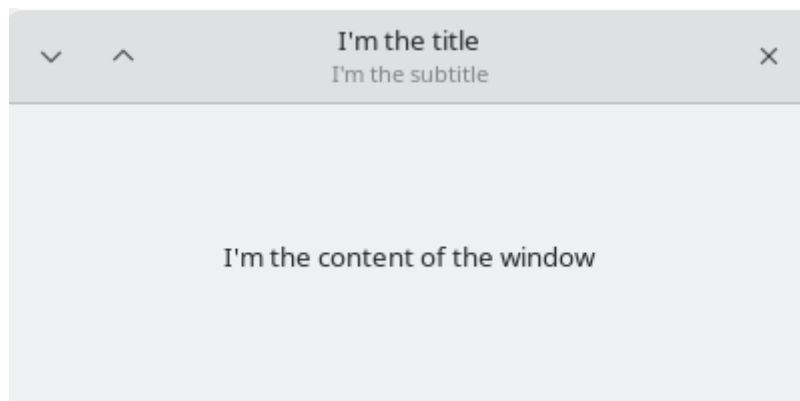 I'm the title
I'm the subtitle
I'm the content of the window